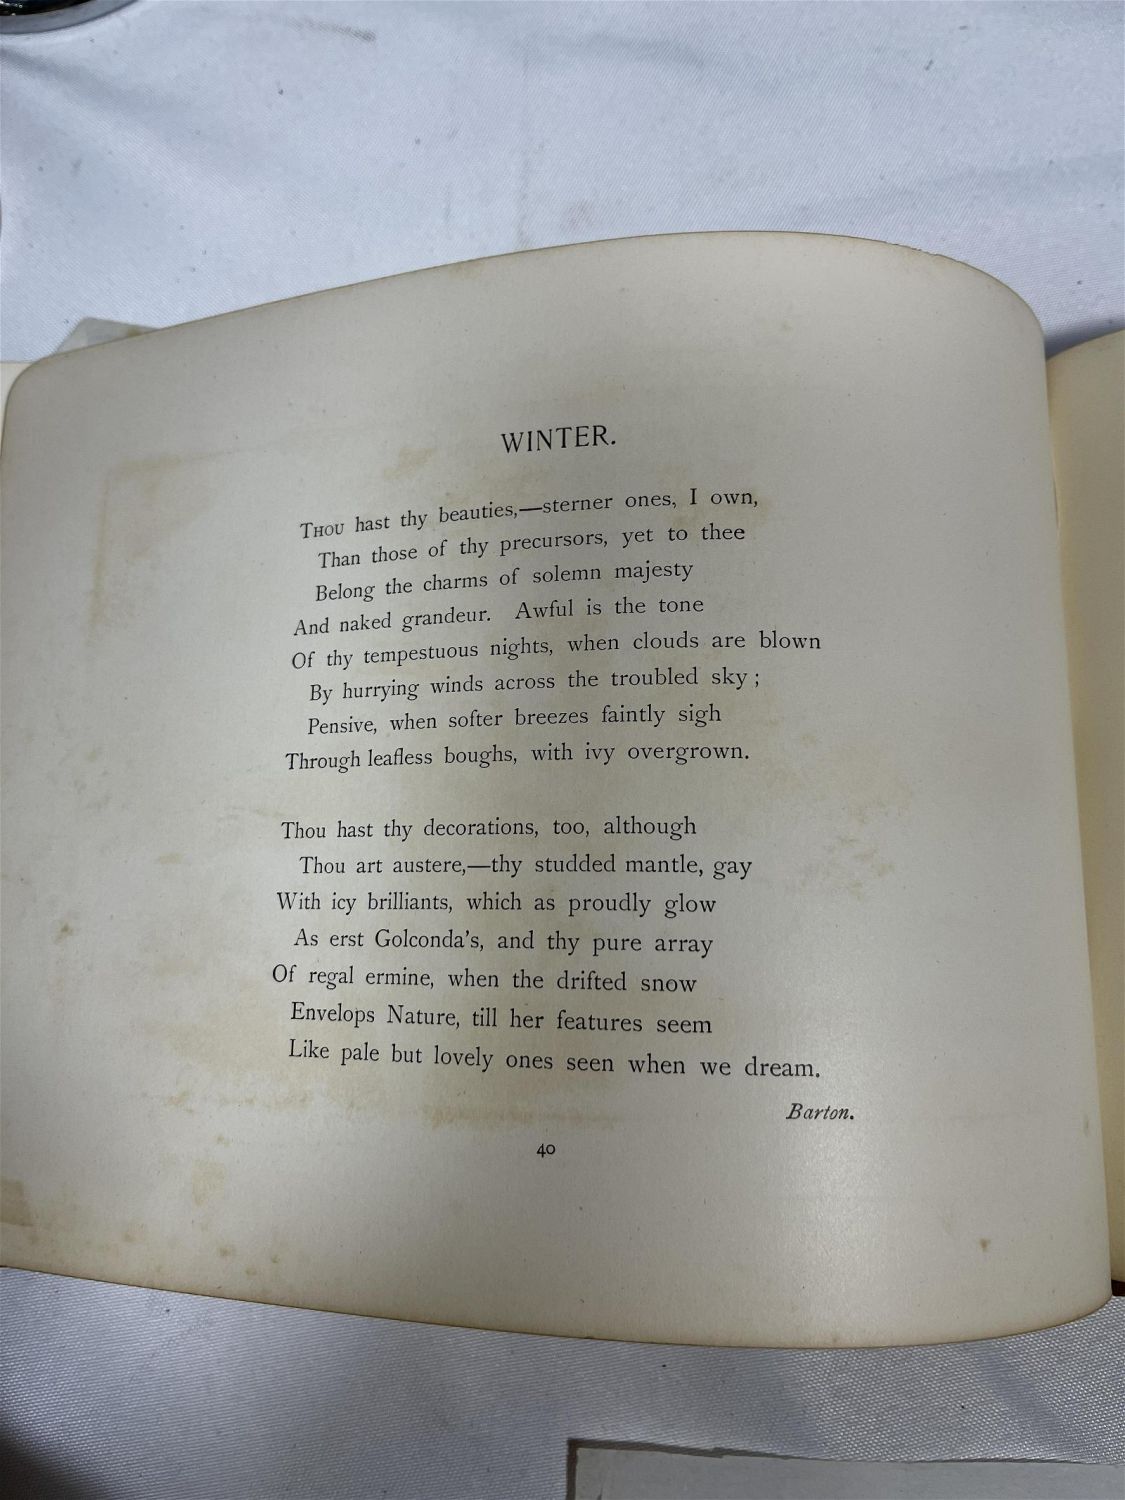 WINTER.
THOU hast thy beauties,—sterner ones, I own,
Than those of thy precursors, yet to thee
Belong the charms of solemn majesty
And naked grandeur. Awful is the tone
Of thy tempestuous nights, when clouds are blown
By hurrying winds across the troubled sky ;
Pensive, when softer breezes faintly sigh
Through leafless boughs, with ivy overgrown.
Thou hast thy decorations, too, although
Thou art austere,—thy studded mantle, gay
With icy brilliants, which as proudly glow
As erst Golconda's, and thy pure array
Of regal ermine, when the drifted snow
Envelops Nature, till her features seem
Like pale but lovely ones seen when we dream.
Barton.
40